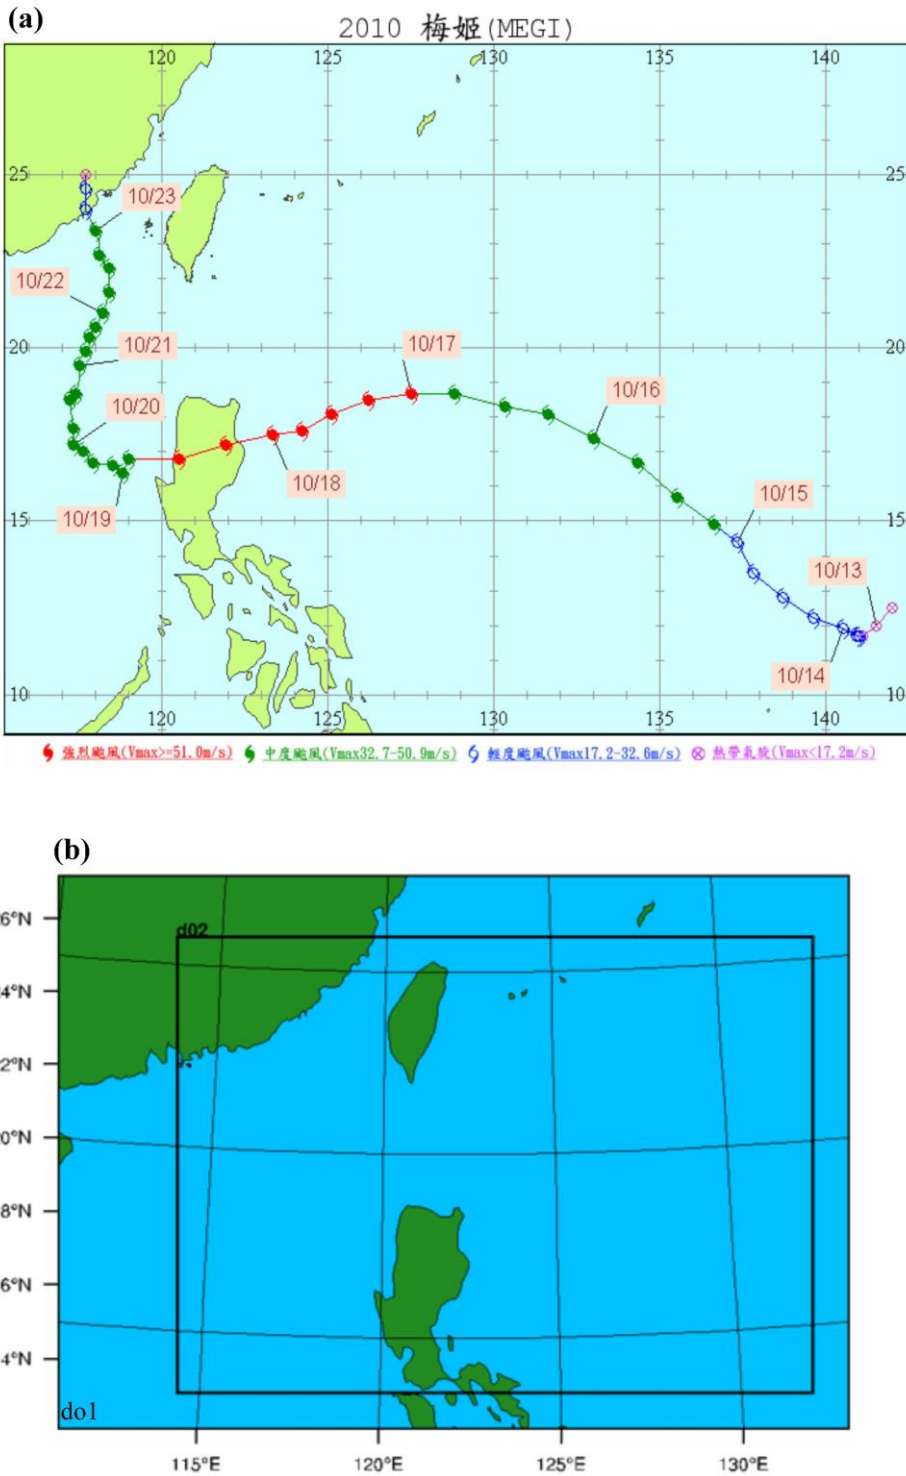 (a)
2010 梅姬(MEGI)
120 125 130 135 140
25 25
10/23
10/22
20 10/21 10/17 20
10/20 10/16
10/18
10/19 10/15
15 15
10/13
10/14
10 10
120 125 130 135 140
強烈颱風(Vmax>=51.0m/s) 中度颱風(Vmax32.7-50.9m/s) 輕度颱風(Vmax17.2-32.6m/s) 熱帶氣旋(Vmax<17.2m/s)
(b)
6°N
d02
4°N
2°N
0°N
8°N
6°N
4°N
do1
115°E 120°E 125°E 130°E